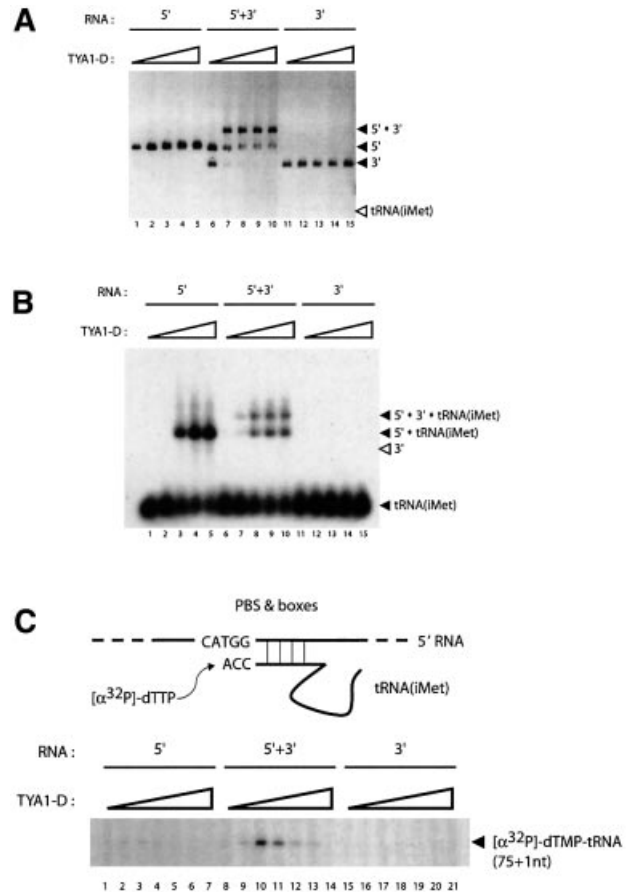 A
RNA : 5' 5'+3' 3'
TYA1-D :
5' • 3'
5'
3'
tRNA(iMet)
1 2 3 4 5 6 7 8 9 10 11 12 13 14 15
B
RNA : 5' 5'+3' 3'
TYA1-D :
5' • 3' • tRNA(iMet)
5' • tRNA(iMet)
3'
tRNA(iMet)
1 2 3 4 5 6 7 8 9 10 11 12 13 14 15
C
PBS & boxes
CATGG 5' RNA
ACC
[α³²P]-dTTP
tRNA(iMet)
RNA : 5' 5'+3' 3'
TYA1-D :
[α³²P]-dTMP-tRNA
(75+1nt)
1 2 3 4 5 6 7 8 9 10 11 12 13 14 15 16 17 18 19 20 21